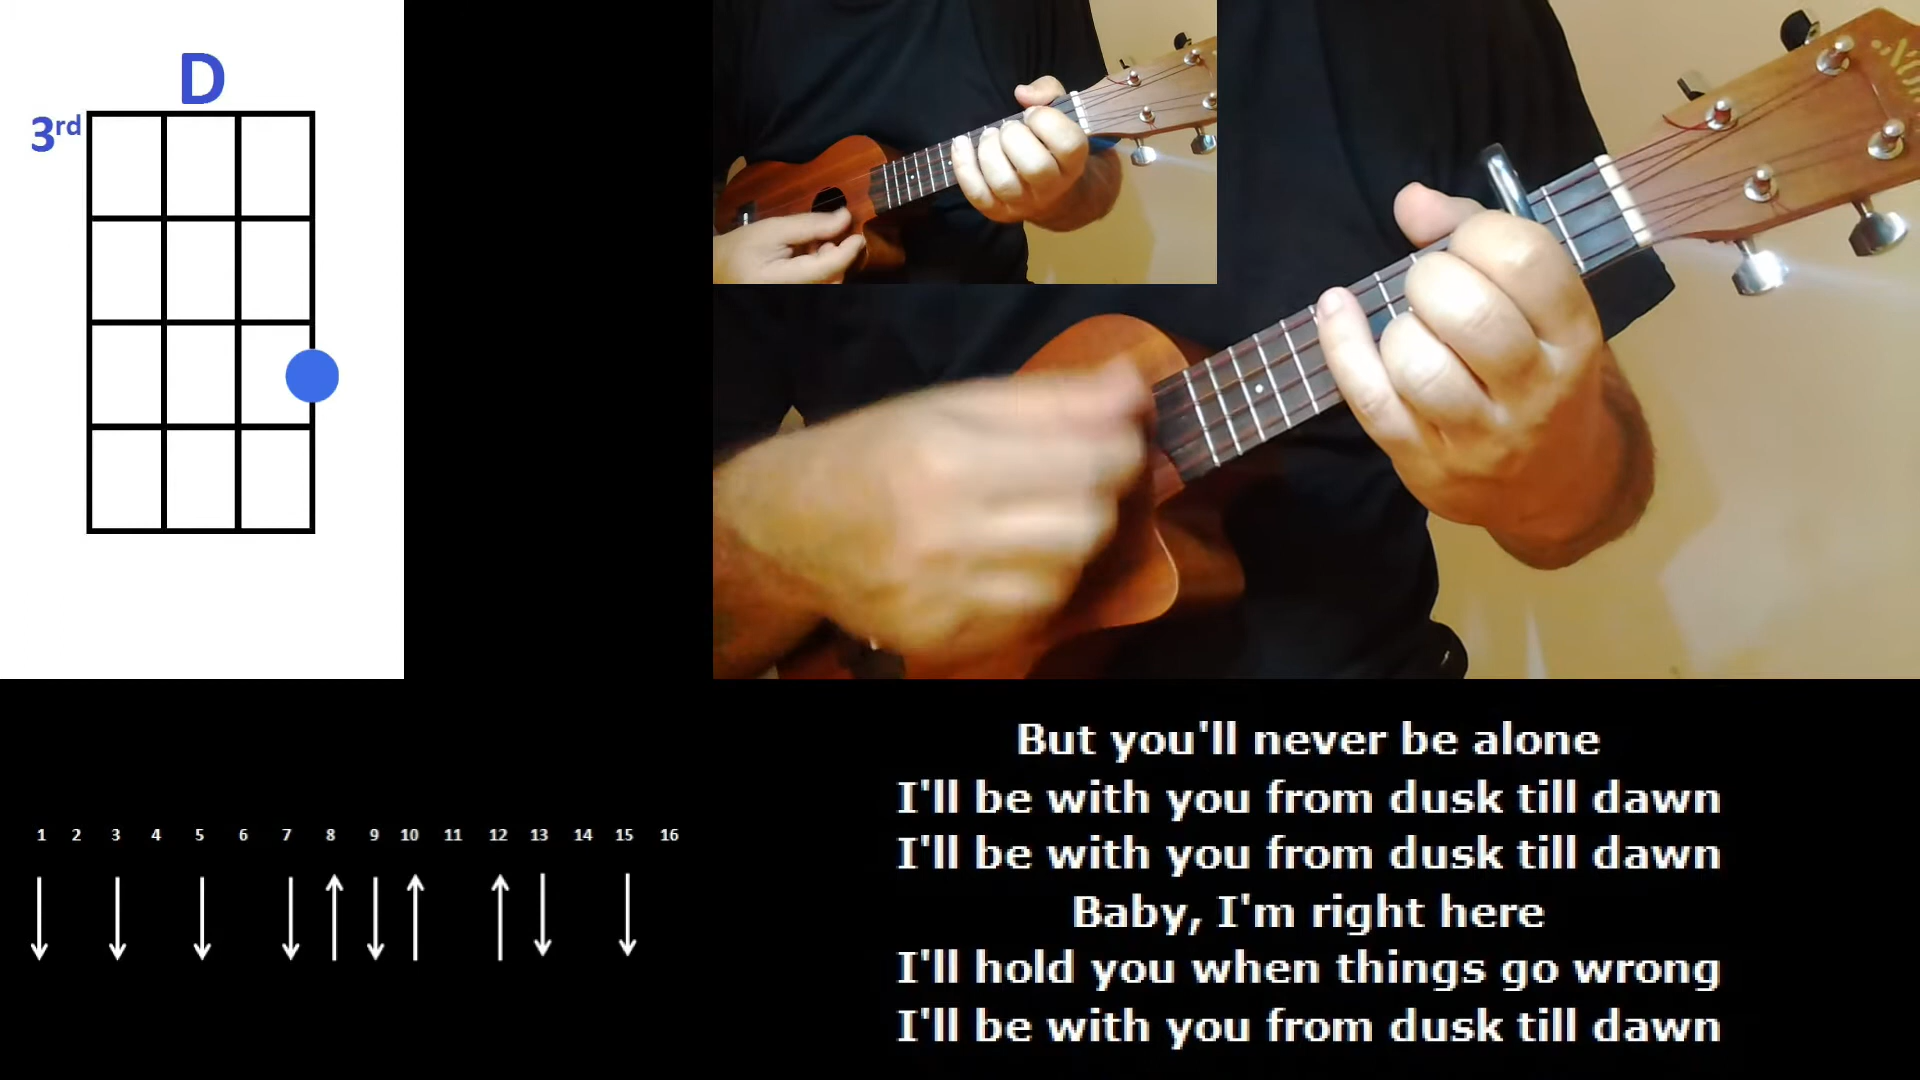 D
3rd
1 2 3 4 5 6 7 8 9 10 11 12 13 14 15 16
But you'll never be alone
I'll be with you from dusk till dawn
I'll be with you from dusk till dawn
Baby, I'm right here
I'll hold you when things go wrong
I'll be with you from dusk till dawn